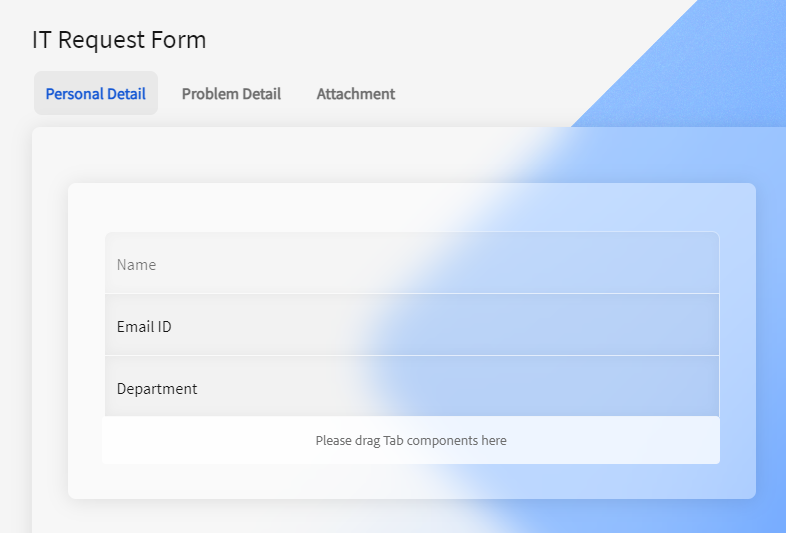 IT Request Form
Personal Detail Problem Detail Attachment
Name
Email ID
Department
Please drag Tab components here